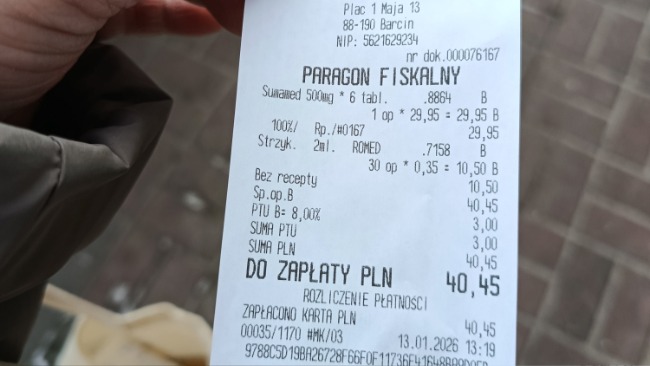 Plac 1 Maja 13
88-190 Barcin
NIP: 5621629234
nr dok.000076167
PARAGON FISKALNY
Sumamed 500mg * 6 tabl. .8864 B
1 op * 29,95 = 29,95 B
100%/ Rp./#0167 29,95
Strzyk. 2ml. ROMED .7158 B
30 op * 0,35 = 10,50 B
Bez recepty 10,50
Sp.op.B 40,45
PTU B= 8,00% 3,00
SUMA PTU 3,00
SUMA PLN 40,45
DO ZAPŁATY PLN 40,45
ROZLICZENIE PŁATNOŚCI
ZAPŁACONO KARTA PLN 40,45
00035/1170 #MK/03 13.01.2026 13:19